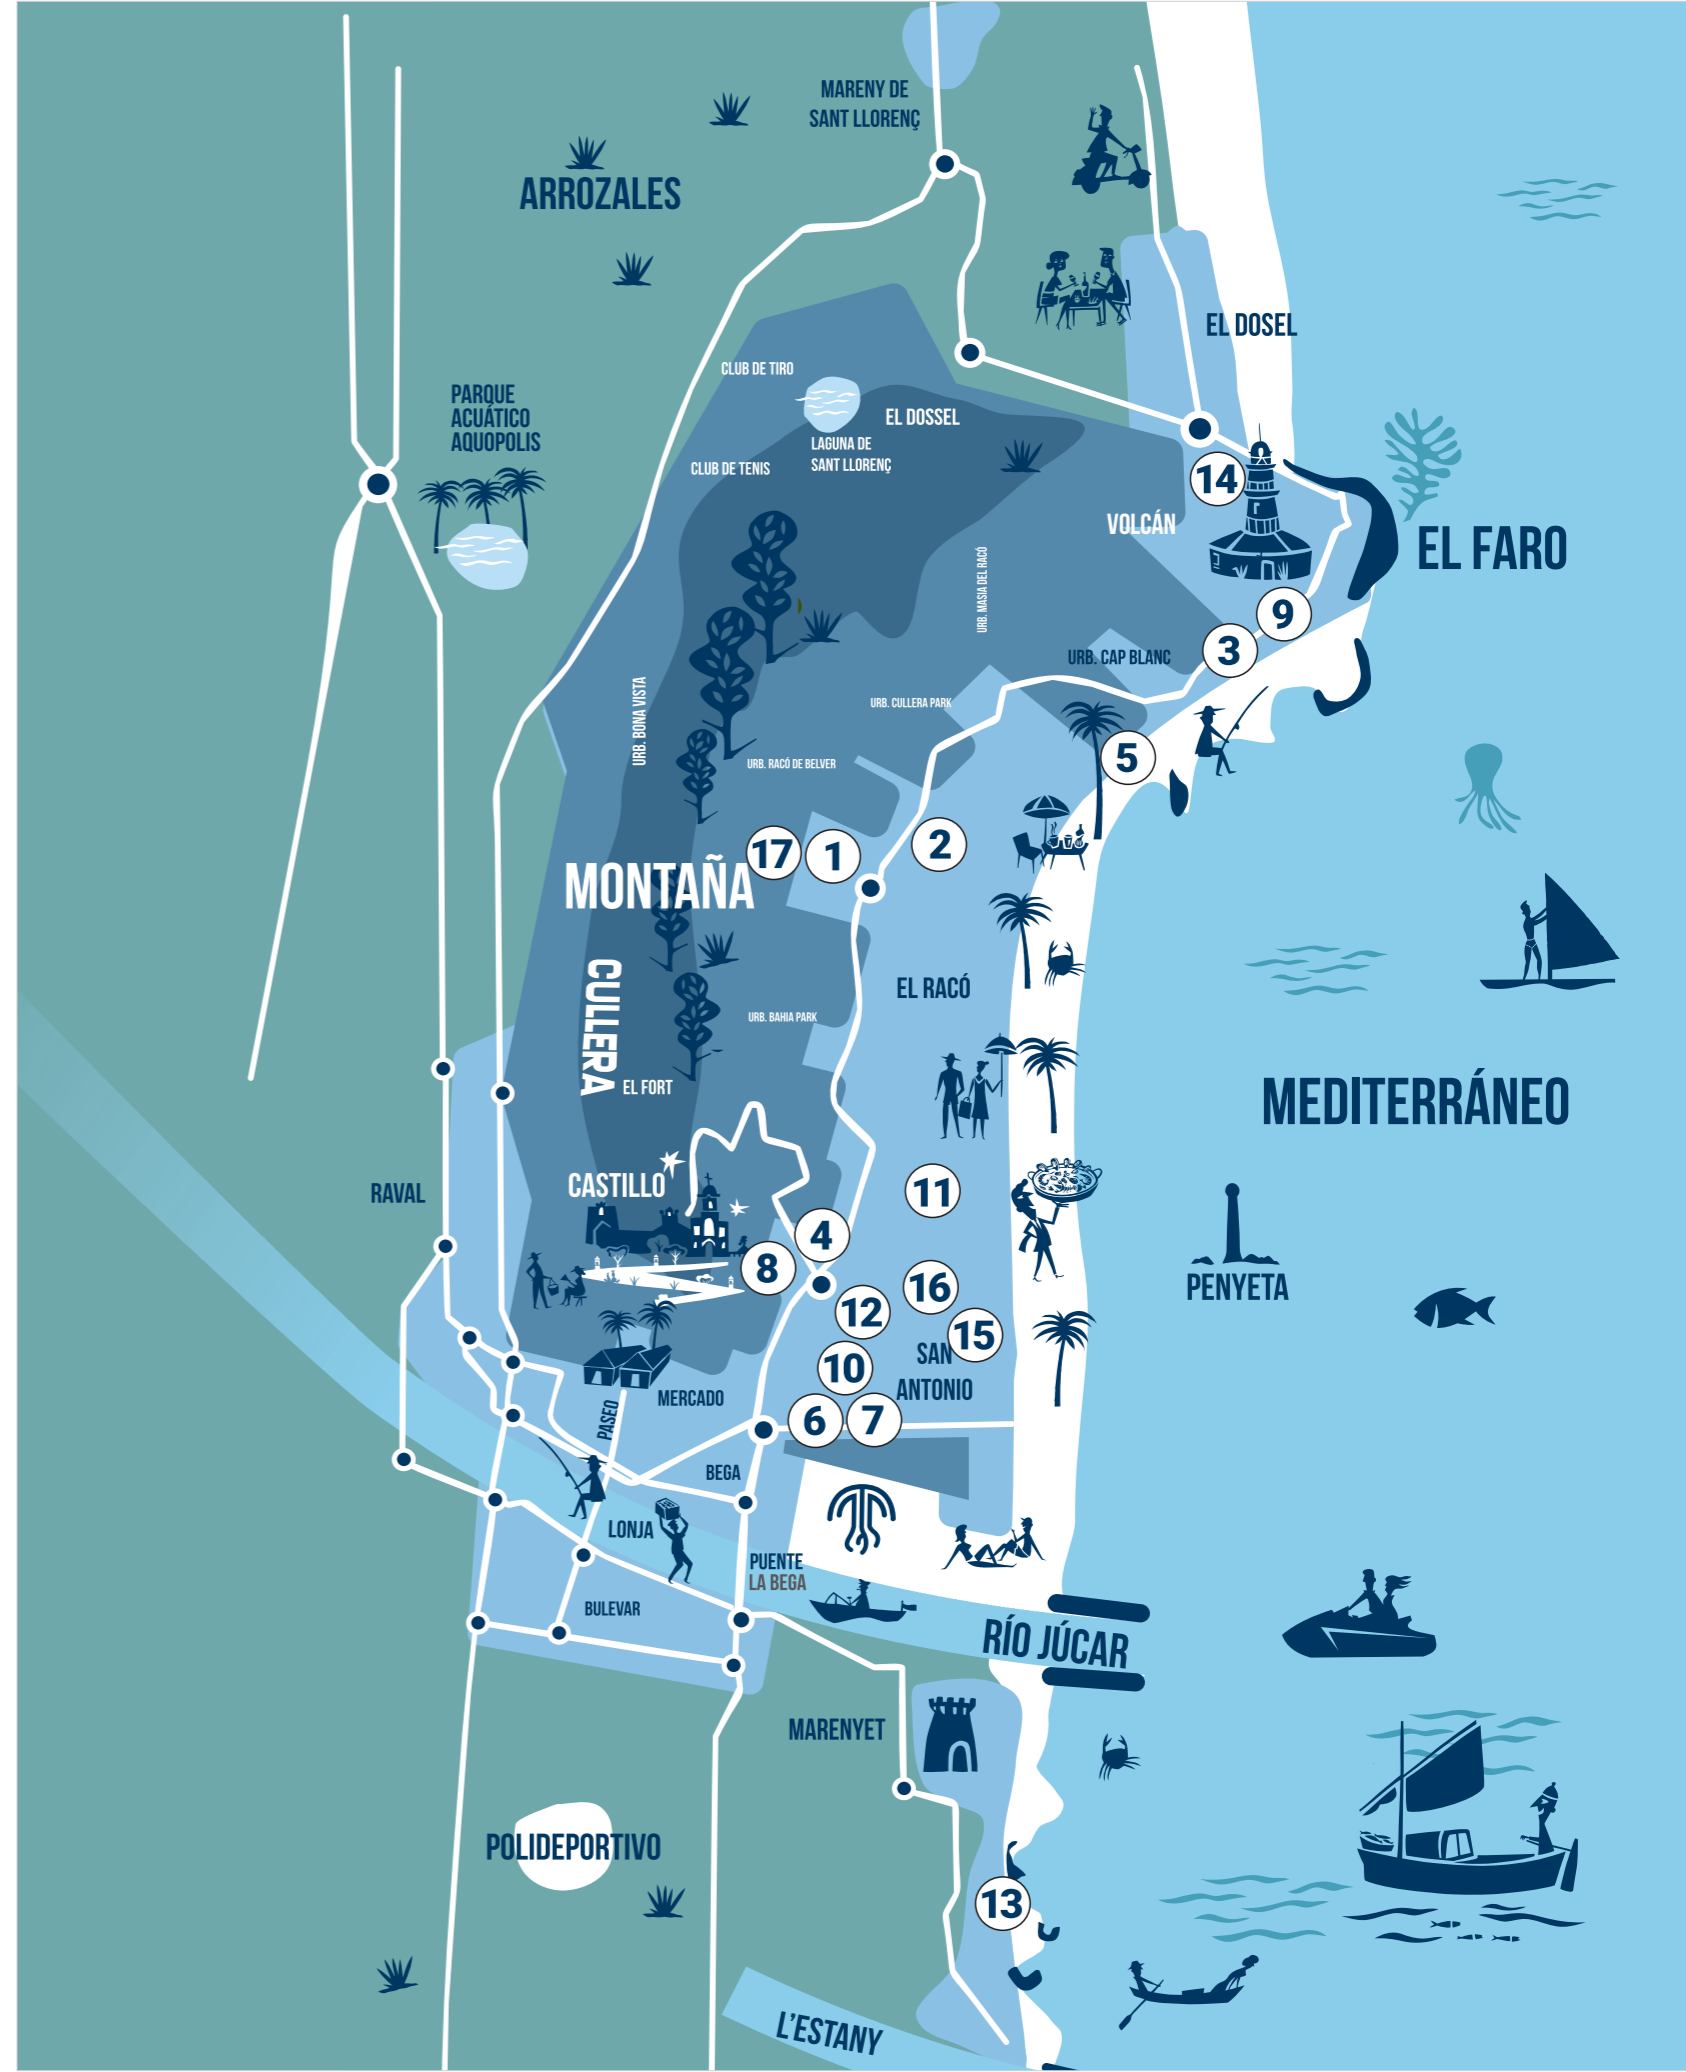 MARENY DE
SANT LLORENÇ
ARROZALES
EL DOSEL
CLUB DE TIRO
PARQUE
ACUÁTICO
AQUOPOLIS
EL DOSSEL
LAGUNA DE
SANT LLORENÇ
CLUB DE TENIS
14
VOLCÁN
EL FARO
URB. MASIA DEL RACÓ
9
3
URB. CAP BLANC
URB. BONA VISTA
URB. CULLERA PARK
5
URB. RACÓ DE BELVER
17
1
2
MONTAÑA
CULLERA
EL RACÓ
URB. BAHIA PARK
EL FORT
MEDITERRÁNEO
RAVAL
CASTILLO
11
4
8
PENYETA
16
12
15
SAN
ANTONIO
10
MERCADO
PASEO
6
7
BEGA
LONJA
PUENTE
LA BEGA
BULEVAR
RÍO JÚCAR
MARENYET
POLIDEPORTIVO
13
L'ESTANY